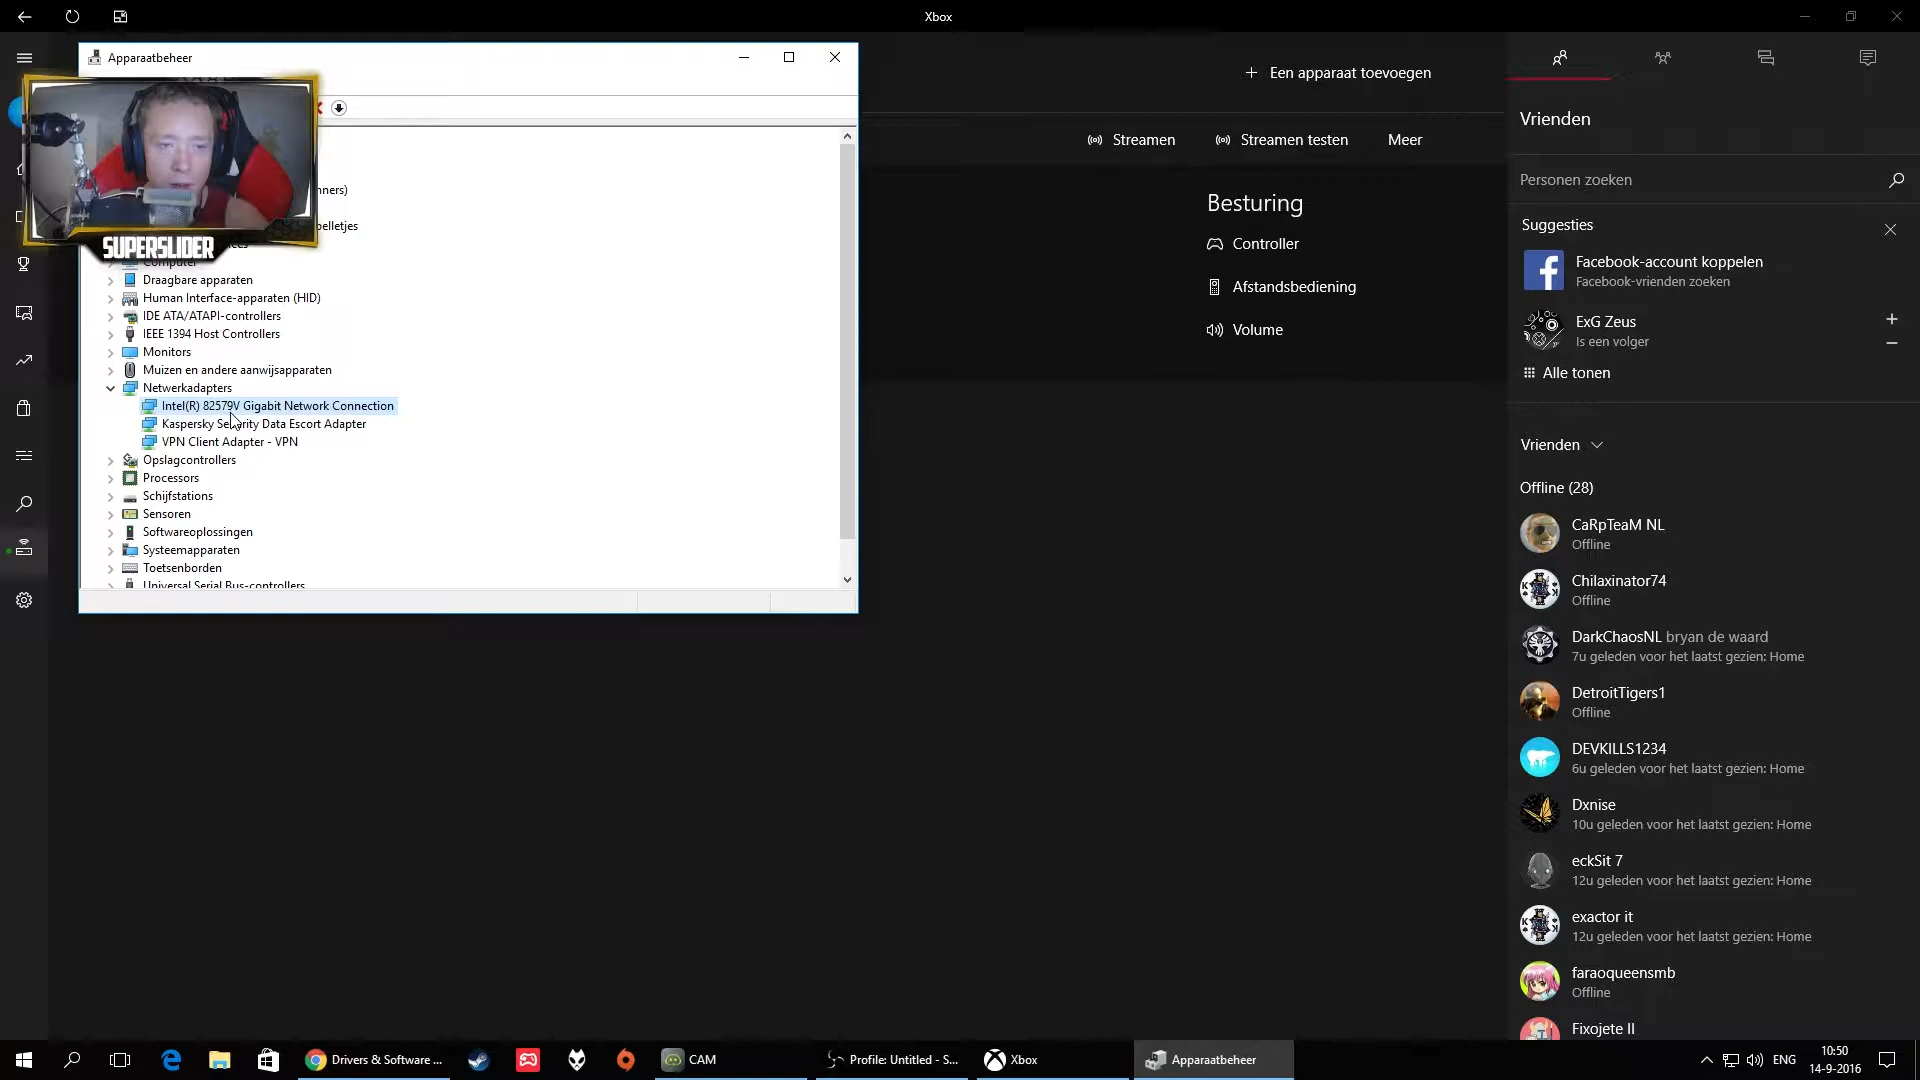 Xbox
Apparaatbeheer
Een apparaat toevoegen
Streamen
Streamen testen
Meer
Besturing
Controller
Afstandsbediening
Volume
SUPERSLIDER
Computer
Draagbare apparaten
Human Interface-apparaten (HID)
IDE ATA/ATAPI-controllers
IEEE 1394 Host Controllers
Monitors
Muizen en andere aanwijsapparaten
Netwerkadapters
Intel(R) 82579V Gigabit Network Connection
Kaspersky Security Data Escort Adapter
VPN Client Adapter - VPN
Opslagcontrollers
Processors
Schijfstations
Sensoren
Softwareoplossingen
Systeemapparaten
Toetsenborden
Universal Serial Bus-controllers
Vrienden
Personen zoeken
Suggesties
Facebook-account koppelen
Facebook-vrienden zoeken
ExG Zeus
Is een volger
Alle tonen
Vrienden
Offline (28)
CaRpTeaM NL
Offline
Chilaxinator74
Offline
DarkChaosNL bryan de waard
7u geleden voor het laatst gezien: Home
DetroitTigers1
Offline
DEVKILLS1234
6u geleden voor het laatst gezien: Home
Dxnise
10u geleden voor het laatst gezien: Home
eckSit 7
12u geleden voor het laatst gezien: Home
exactor it
12u geleden voor het laatst gezien: Home
faraoqueensmb
Offline
Fixojete II
Drivers & Software ...
CAM
Profile: Untitled - S...
Xbox
Apparaatbeheer
ENG
10:50
14-9-2016